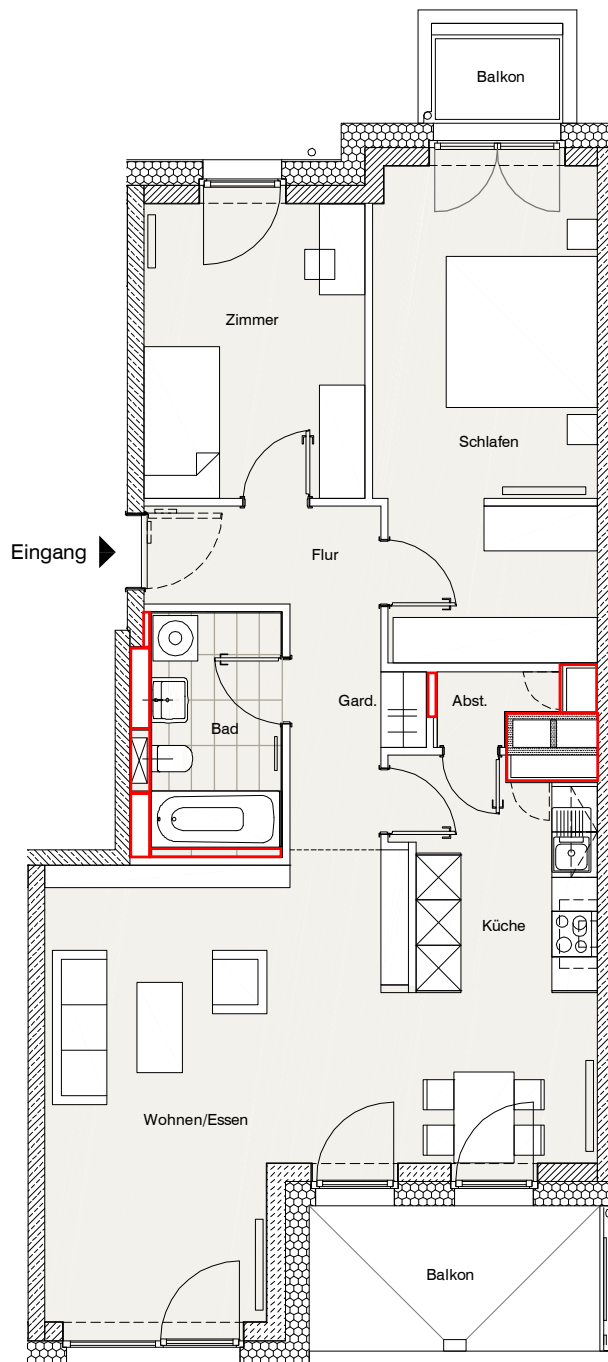 Balkon
Zimmer
Schlafen
Eingang
Flur
Gard.
Abst.
Bad
Küche
Wohnen/Essen
Balkon